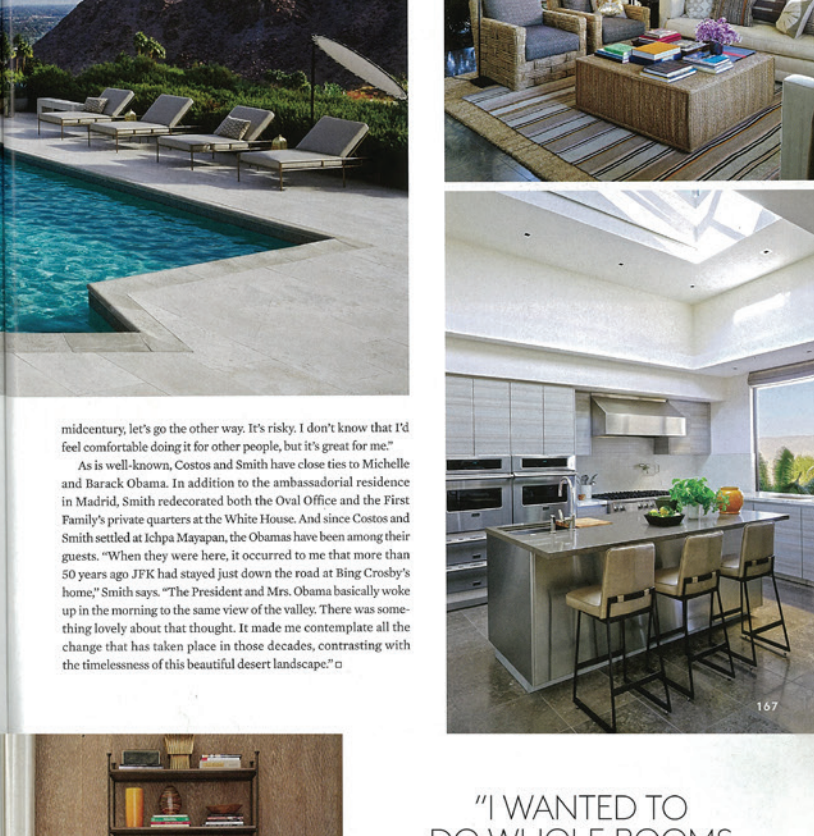 midcentury, let's go the other way. It's risky. I don't know that I'd
feel comfortable doing it for other people, but it's great for me."
As is well-known, Costos and Smith have close ties to Michelle
and Barack Obama. In addition to the ambassadorial residence
in Madrid, Smith redecorated both the Oval Office and the First
Family's private quarters at the White House. And since Costos and
Smith settled at Ichpa Mayapan, the Obamas have been among their
guests. "When they were here, it occurred to me that more than
50 years ago JFK had stayed just down the road at Bing Crosby's
home," Smith says. "The President and Mrs. Obama basically woke
up in the morning to the same view of the valley. There was some-
thing lovely about that thought. It made me contemplate all the
change that has taken place in those decades, contrasting with
the timelessness of this beautiful desert landscape."
167
"I WANTED TO
DO WHOLE ROOMS